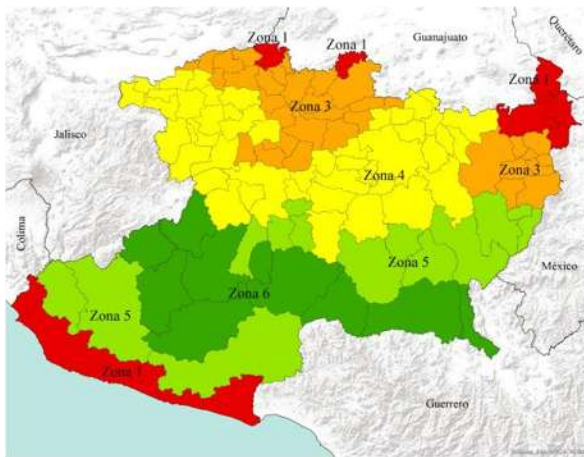 Zona 1
Zona 1
Guanajuato
Querétaro
Zona 1
Zona 3
Jalisco
Zona 4
Zona 3
Colima
Zona 5
México
Zona 6
Zona 5
Zona 1
Guerrero